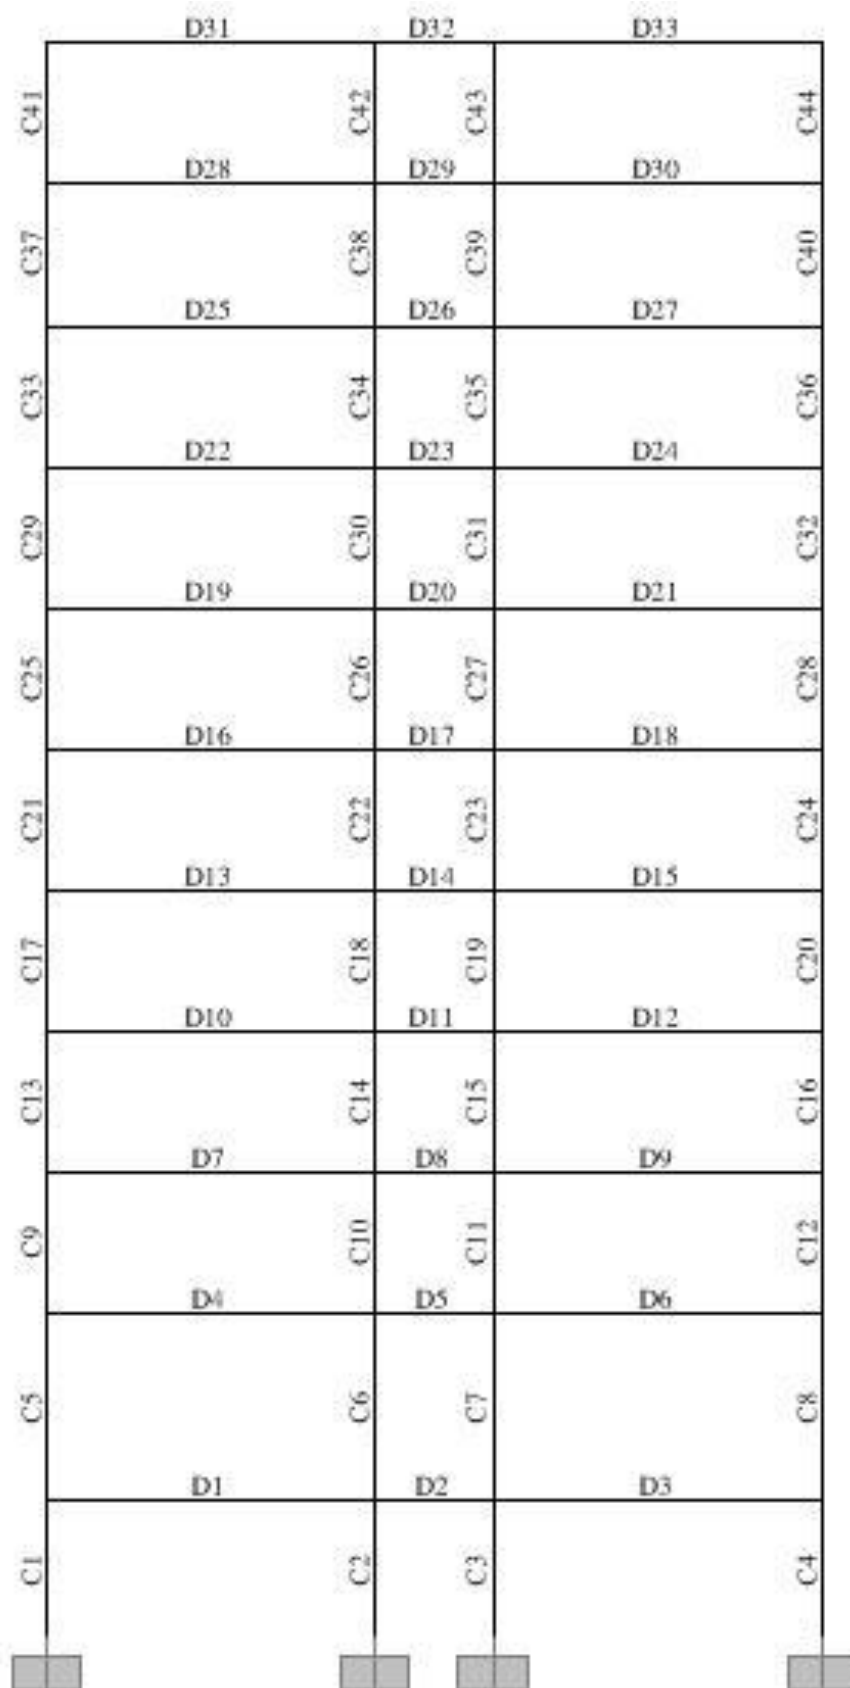 D31 D32 D33
C41 C42 C43 C44
D28 D29 D30
C37 C38 C39 C40
D25 D26 D27
C33 C34 C35 C36
D22 D23 D24
C29 C30 C31 C32
D19 D20 D21
C25 C26 C27 C28
D16 D17 D18
C21 C22 C23 C24
D13 D14 D15
C17 C18 C19 C20
D10 D11 D12
C13 C14 C15 C16
D7 D8 D9
C9 C10 C11 C12
D4 D5 D6
C5 C6 C7 C8
D1 D2 D3
C1 C2 C3 C4